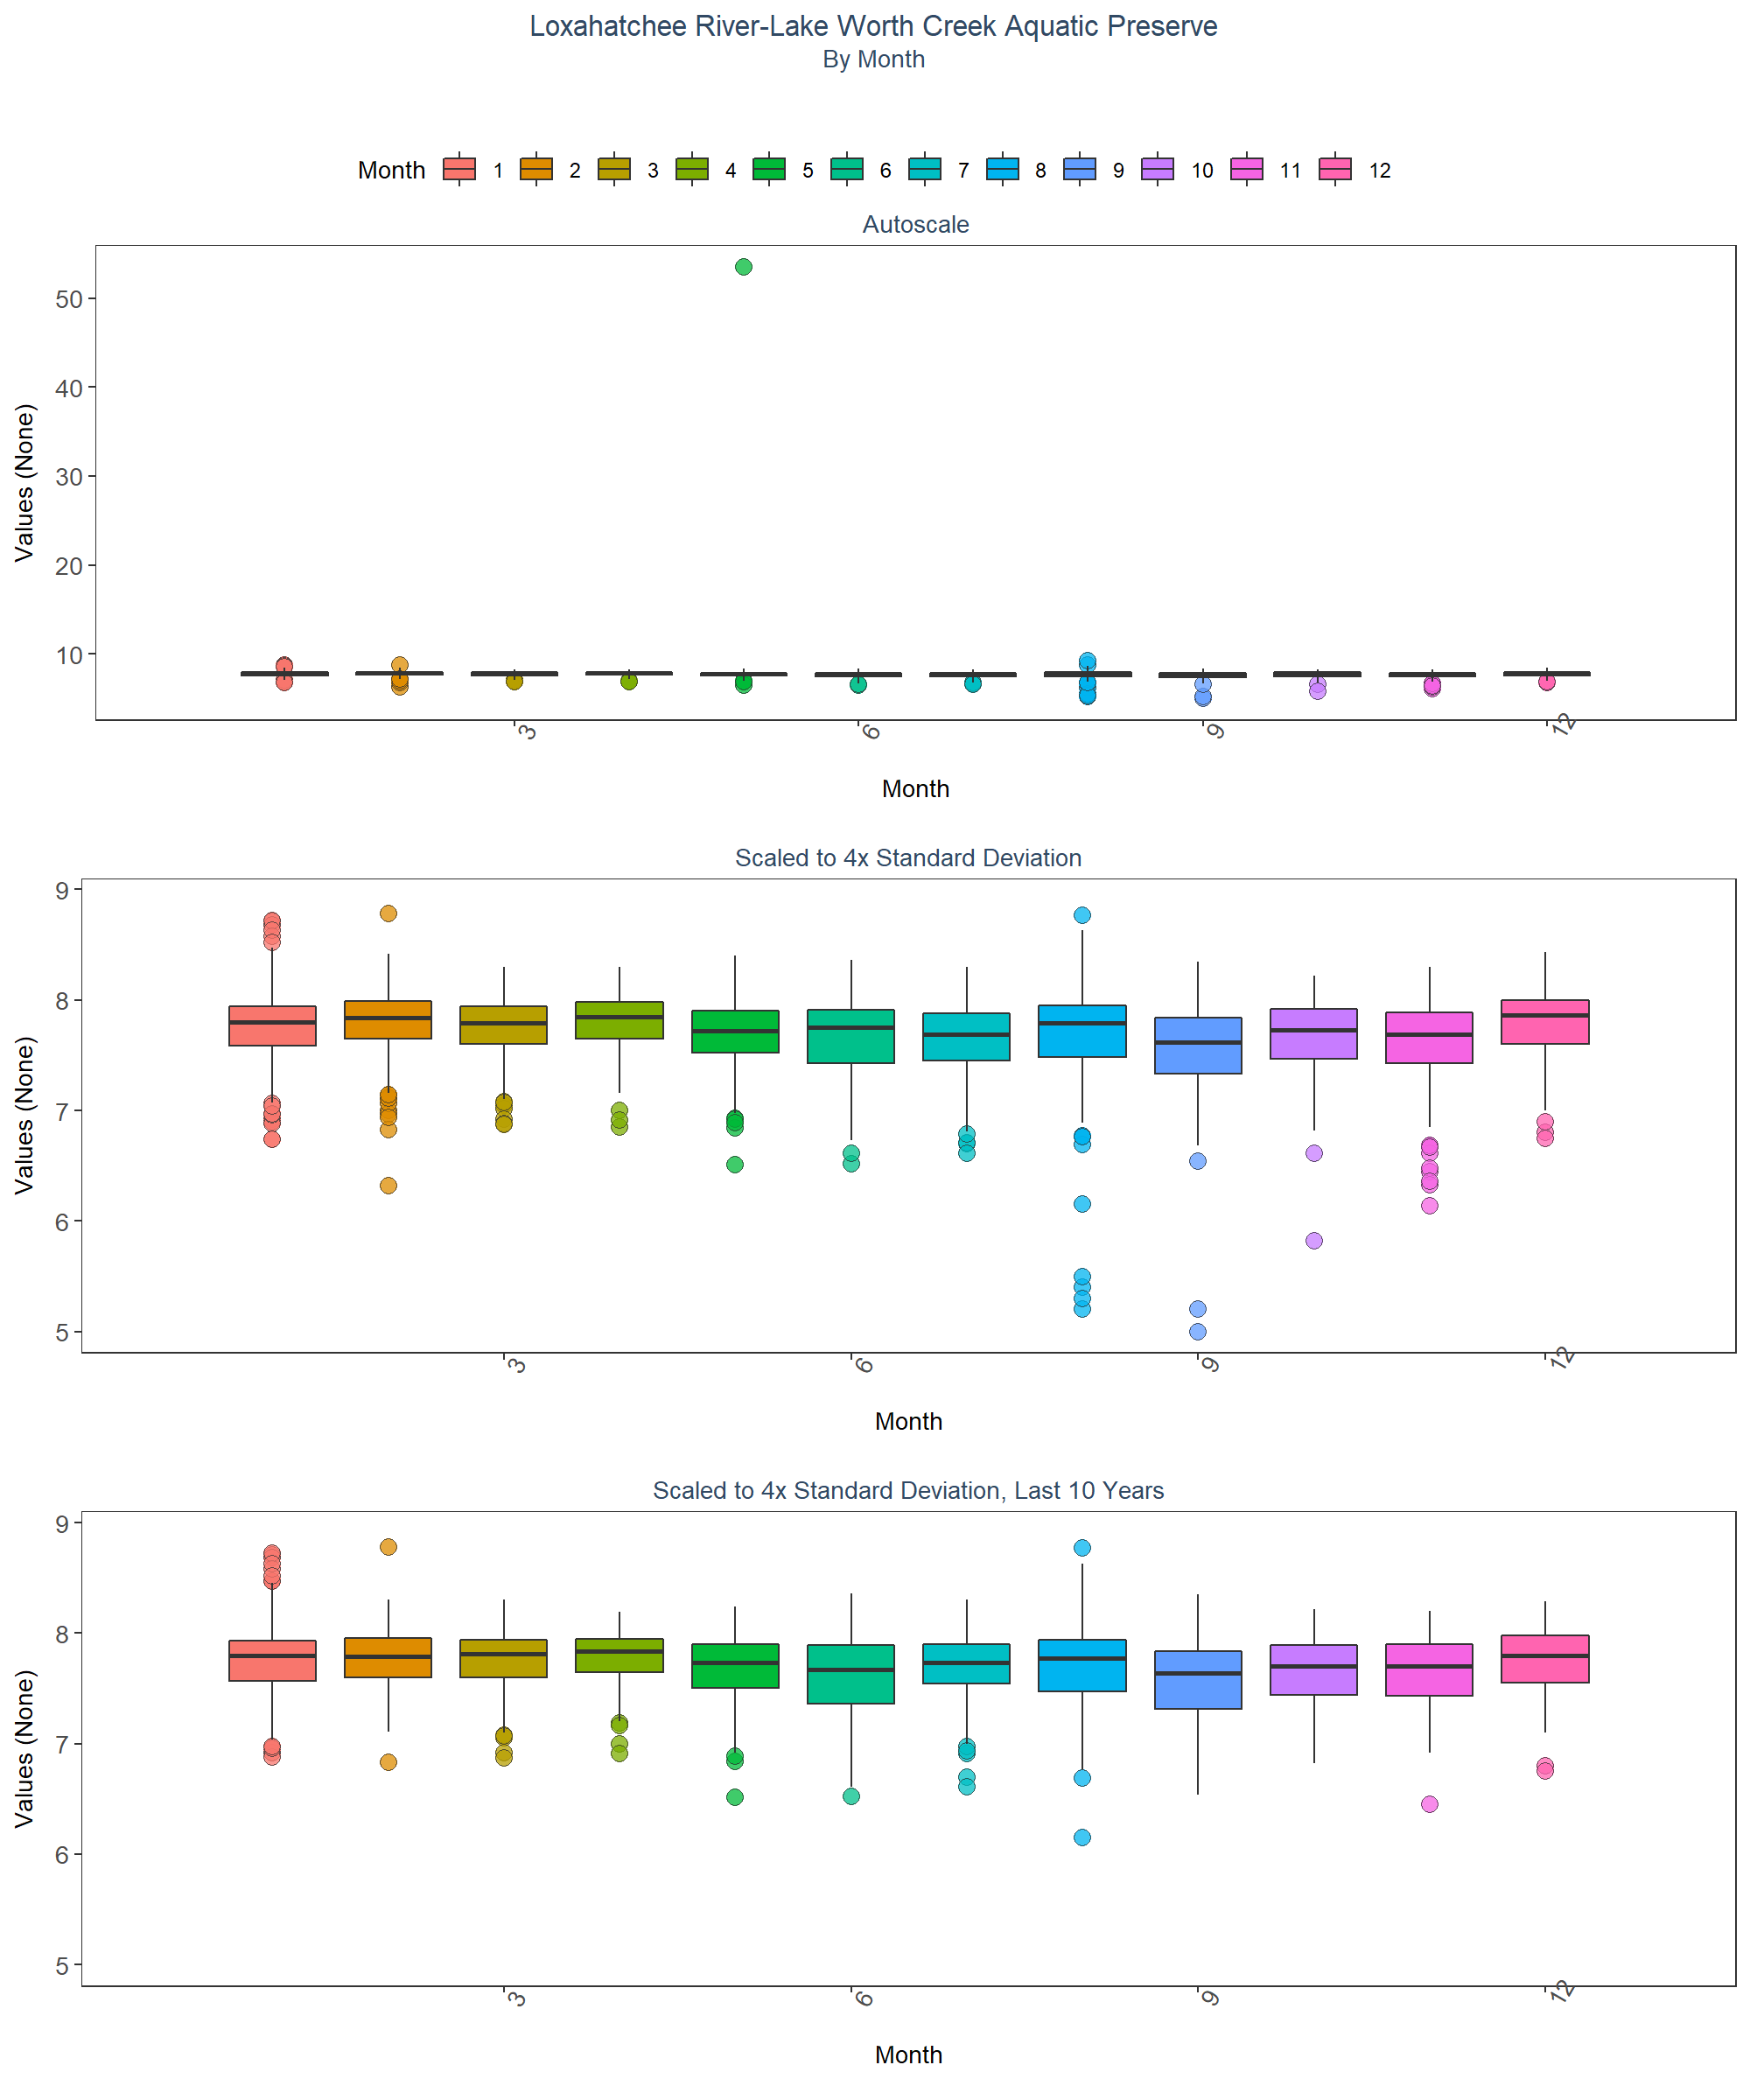 Loxahatchee River-Lake Worth Creek Aquatic Preserve
By Month
Month 1 2 3 4 5 6 7 8 9 10 11 12
Autoscale
Values (None)
50
40
30
20
10
3 6 9 12
Month
Scaled to 4x Standard Deviation
Values (None)
9
8
7
6
5
3 6 9 12
Month
Scaled to 4x Standard Deviation, Last 10 Years
Values (None)
9
8
7
6
5
3 6 9 12
Month